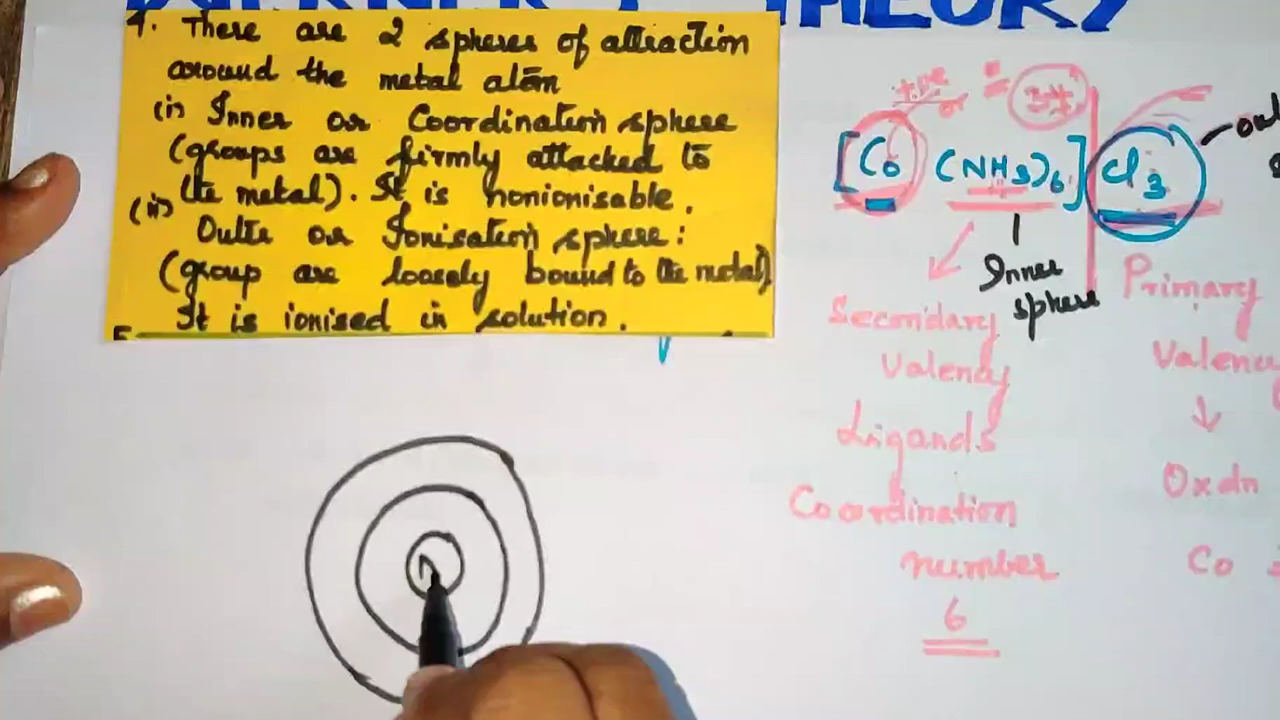 THEORY
4. There are 2 spheres of attraction
around the metal atom
(i) Inner or Coordination sphere
(groups are firmly attached to
the metal). It is nonionisable.
(ii) Outer or Ionisation sphere:
(group are loosely bound to the metal)
It is ionised in solution.
[Co (NH3)6] Cl3
Inner
sphere
Secondary
valency
Ligands
Coordination
number
6
Primary
Valency
↓
Oxdn
Co